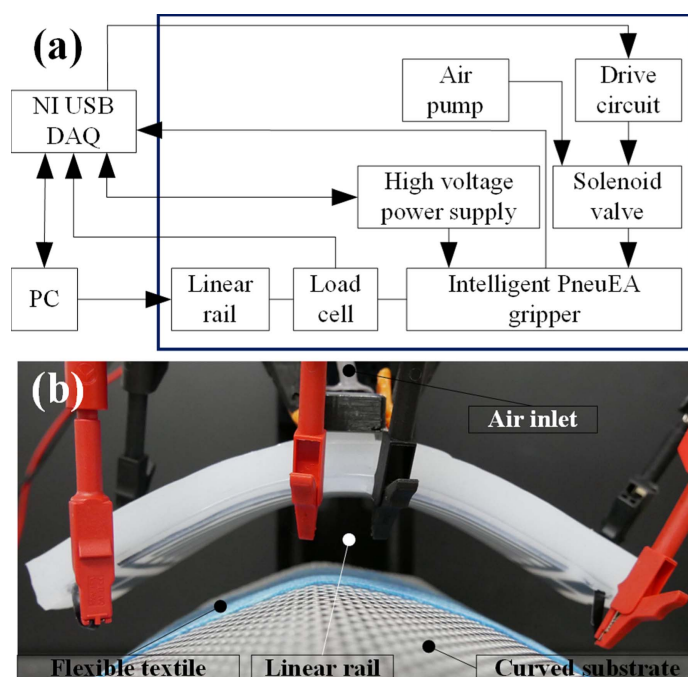 (a)
NI USB
DAQ
Air
pump
Drive
circuit
High voltage
power supply
Solenoid
valve
PC
Linear
rail
Load
cell
Intelligent PneuEA
gripper
(b)
Air inlet
Flexible textile
Linear rail
Curved substrate